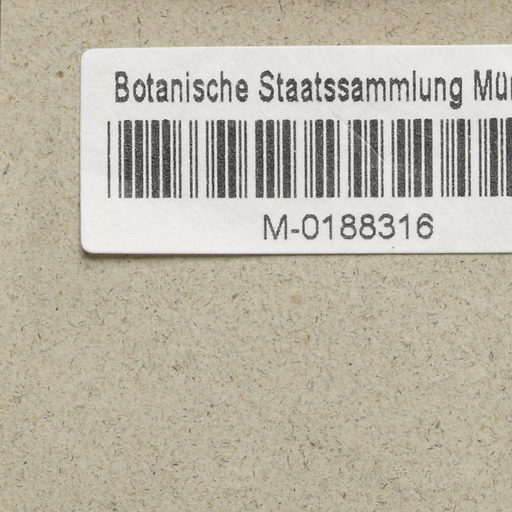 Botanische Staatssammlung Mün
M-0188316